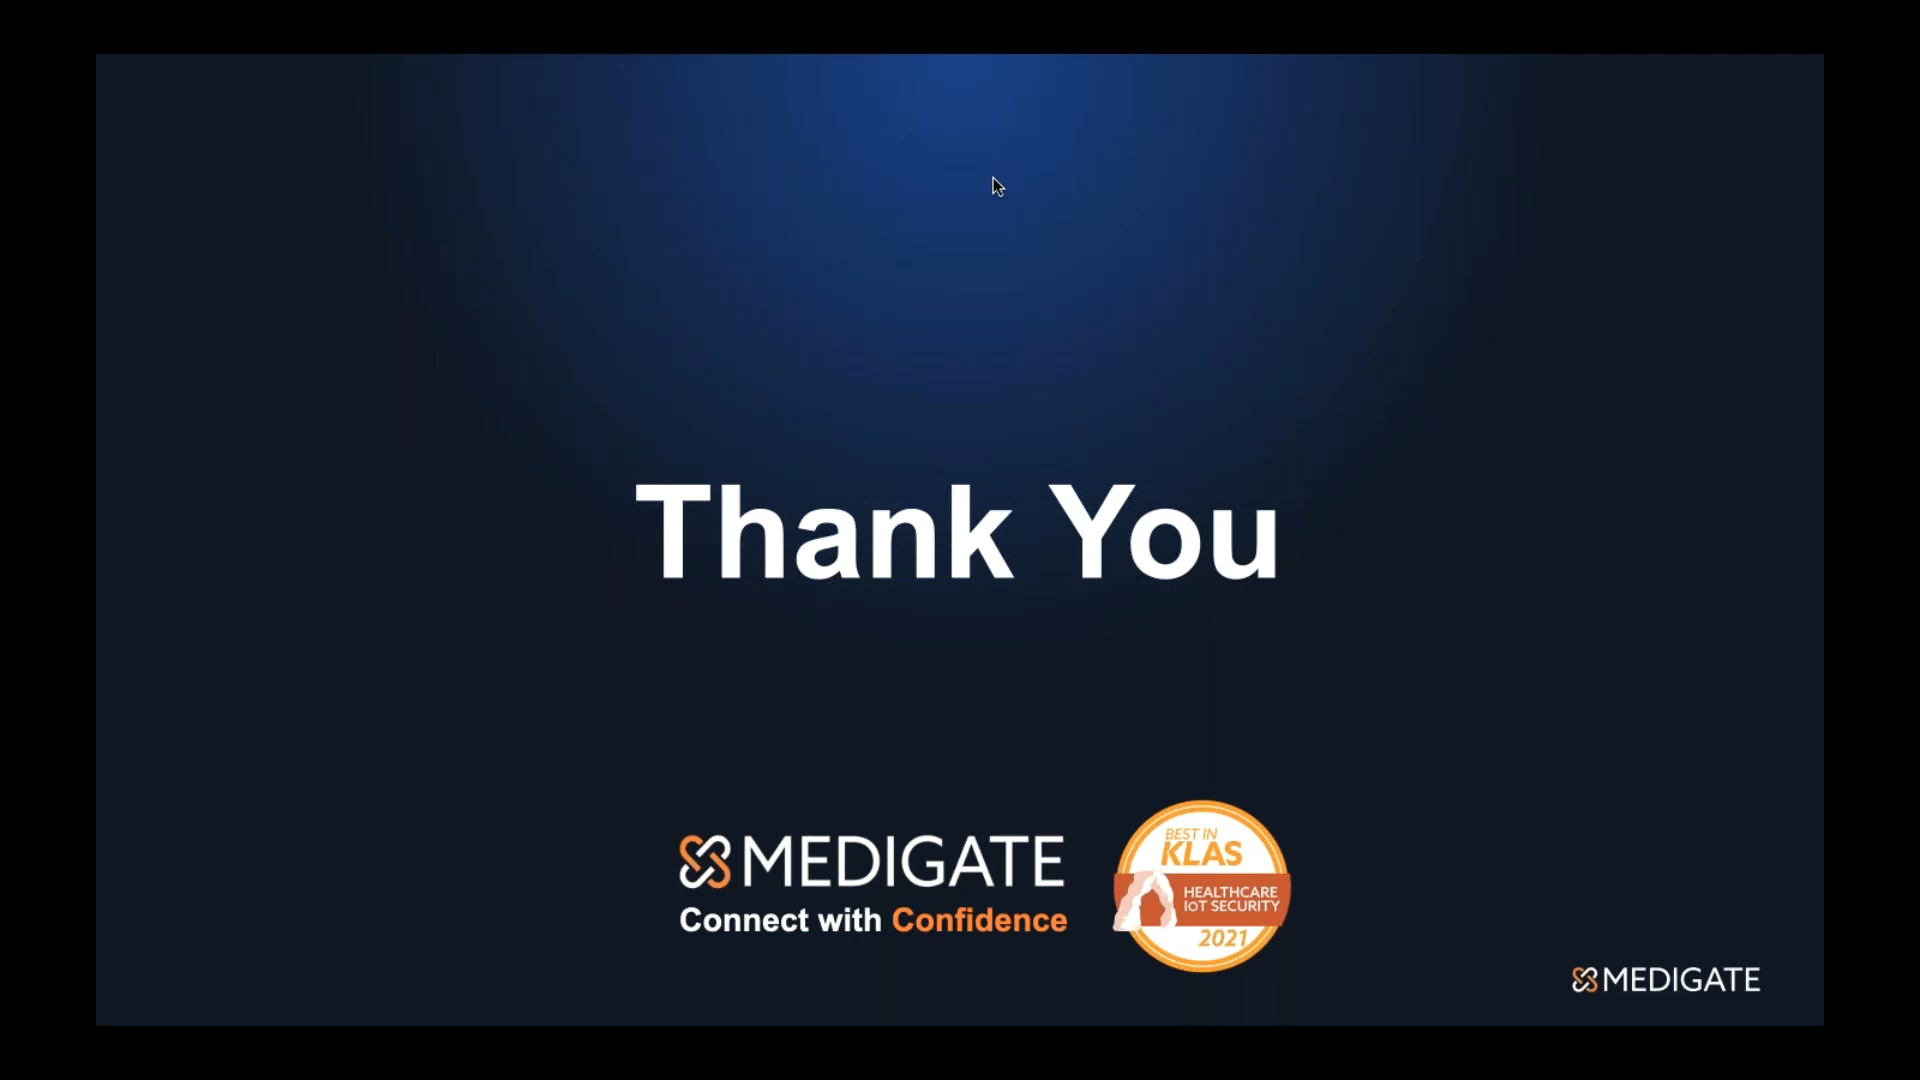 Thank You
MEDIGATE
Connect with Confidence
BEST IN
KLAS
HEALTHCARE
IoT SECURITY
2021
MEDIGATE